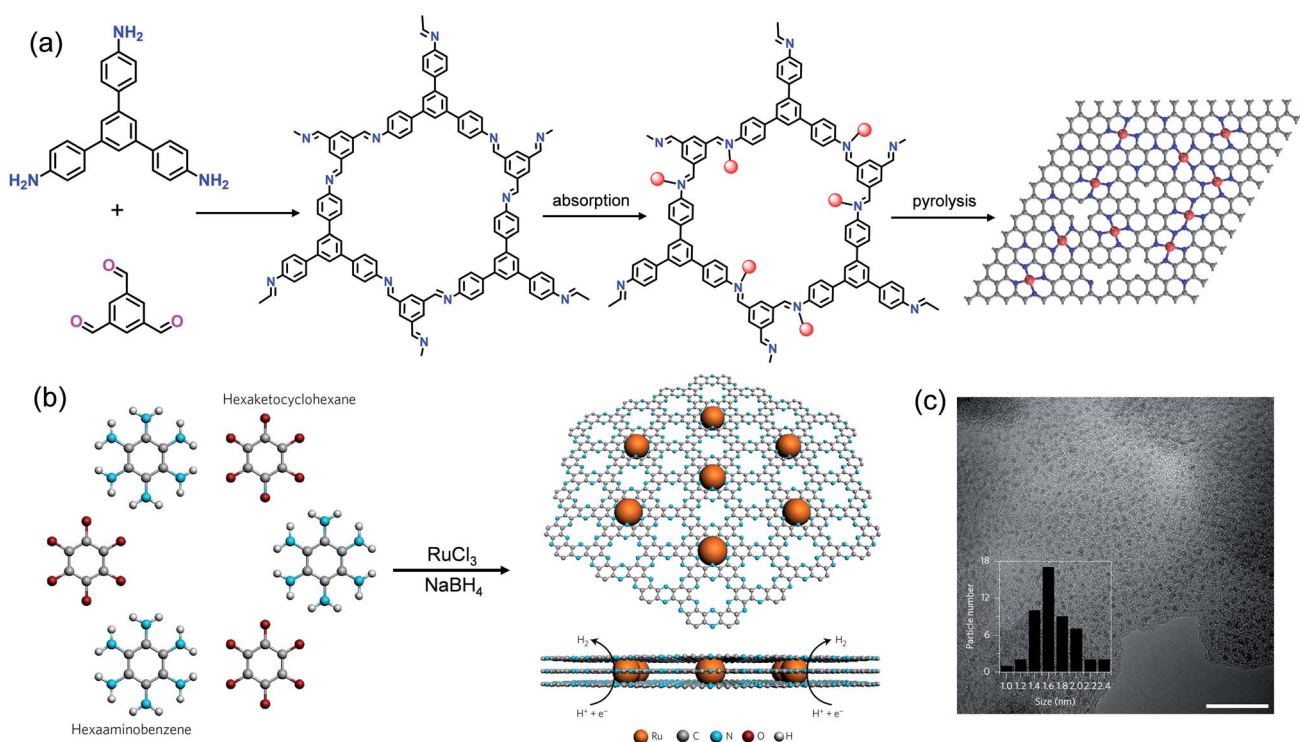 (a)
NH₂
H₂N
NH₂
+
O
O
O
N
N
N
N
N
N
N
N
N
N
N
N
absorption
N
N
N
N
N
N
N
N
N
N
N
N
pyrolysis
(b)
Hexaketocyclohexane
Hexaaminobenzene
RuCl₃
NaBH₄
H₂
H₂
H⁺ + e⁻
H⁺ + e⁻
Ru C N O H
(c)
Particle number
18
12
6
0
1.0 1.2 1.4 1.6 1.8 2.0 2.2 2.4
Size (nm)